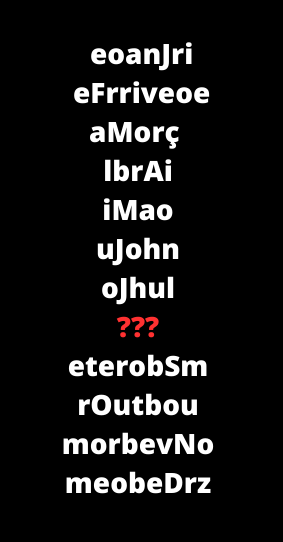 eoanJri
eFrriveoe
aMorç
lbrAi
iMao
uJohn
oJhul
???
eterobSm
rOutbou
morbevNo
meobeDrz